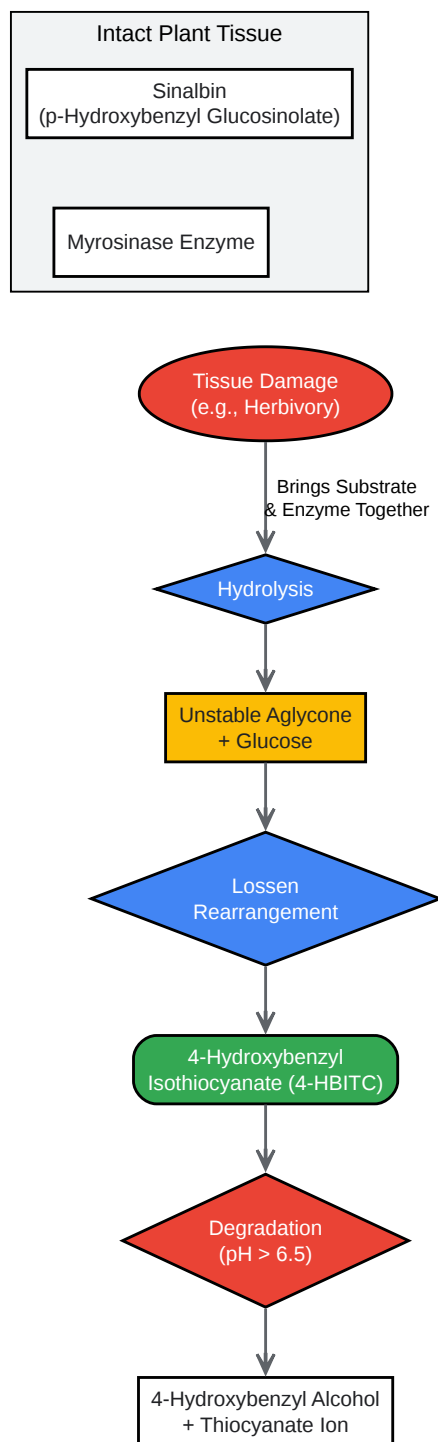 Intact Plant Tissue
Sinalbin
(p-Hydroxybenzyl Glucosinolate)
Myrosinase Enzyme
Tissue Damage
(e.g., Herbivory)
Brings Substrate
& Enzyme Together
Hydrolysis
Unstable Aglycone
+ Glucose
Lossen
Rearrangement
4-Hydroxybenzyl
Isothiocyanate (4-HBITC)
Degradation
(pH > 6.5)
4-Hydroxybenzyl Alcohol
+ Thiocyanate Ion